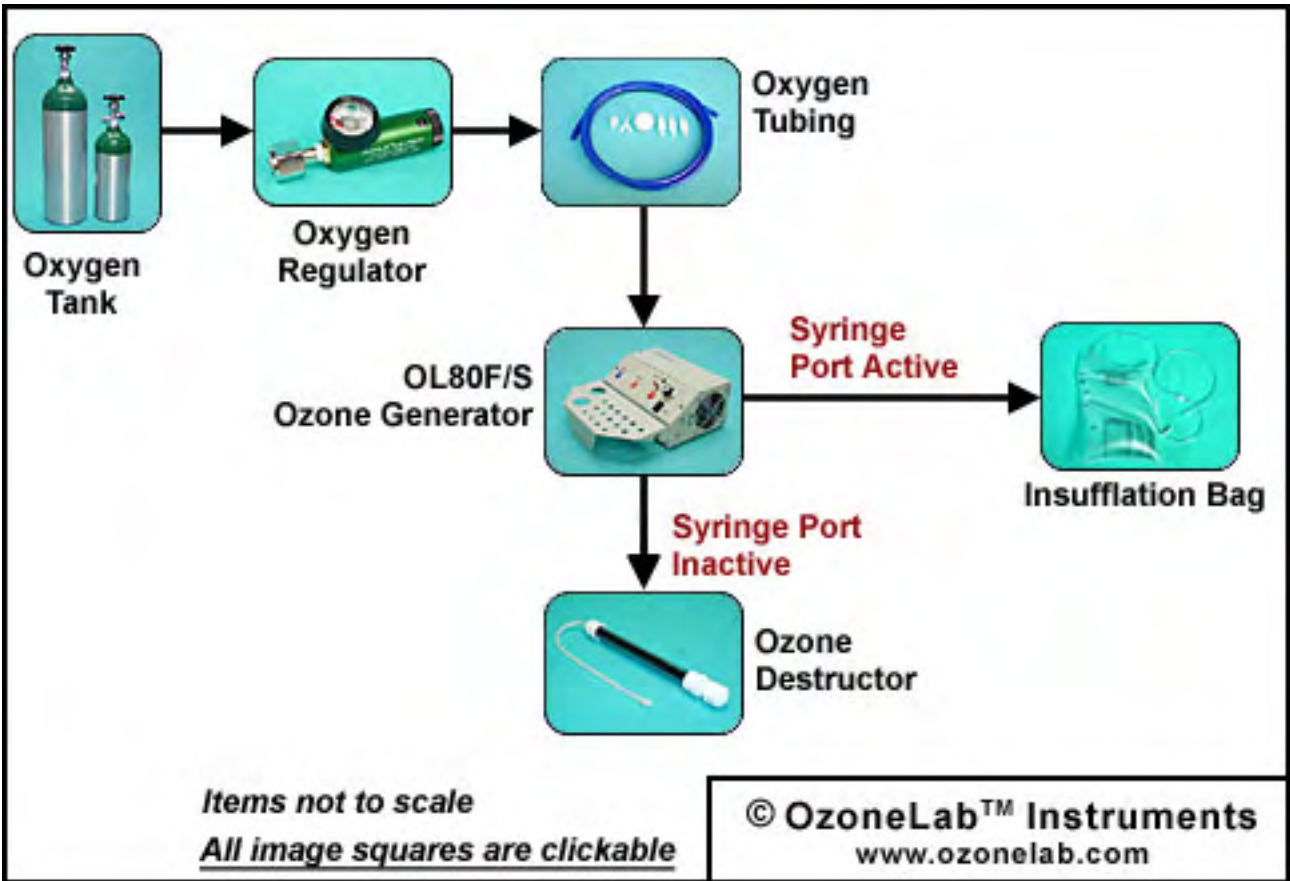 Oxygen
Tank
Oxygen
Regulator
Oxygen
Tubing
OL80F/S
Ozone Generator
Syringe
Port Active
Insufflation Bag
Syringe Port
Inactive
Ozone
Destructor
Items not to scale
All image squares are clickable
© OzoneLab™ Instruments
www.ozonelab.com